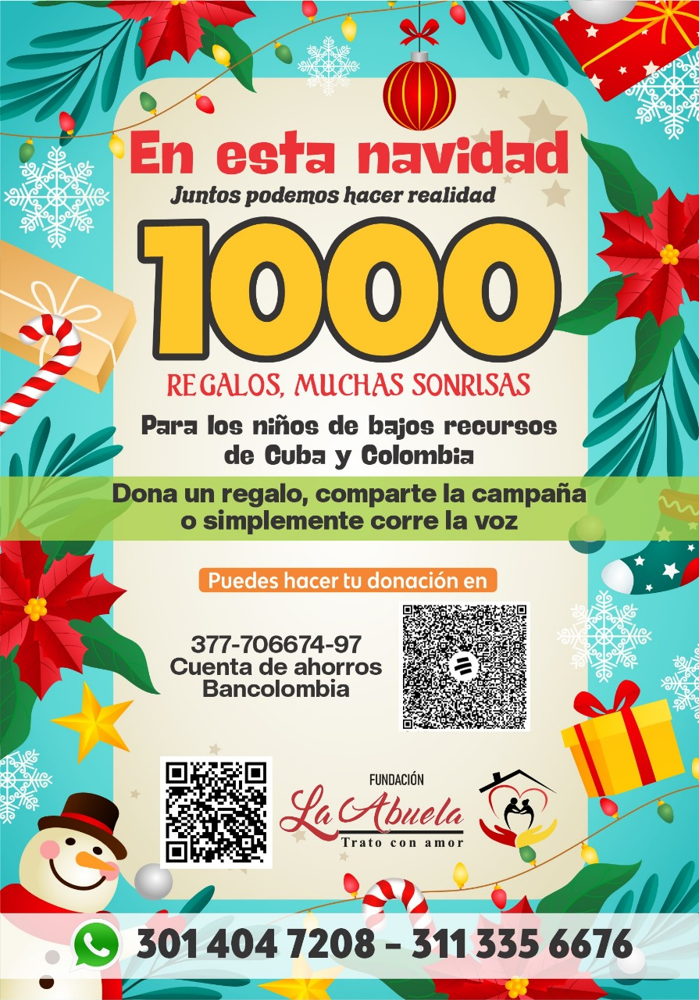 En esta navidad
Juntos podemos hacer realidad
1000
REGALOS, MUCHAS SONRISAS
Para los niños de bajos recursos
de Cuba y Colombia
Dona un regalo, comparte la campaña
o simplemente corre la voz
Puedes hacer tu donación en
377-706674-97
Cuenta de ahorros
Bancolombia
FUNDACIÓN
La Abuela
Trato con amor
301 404 7208 - 311 335 6676